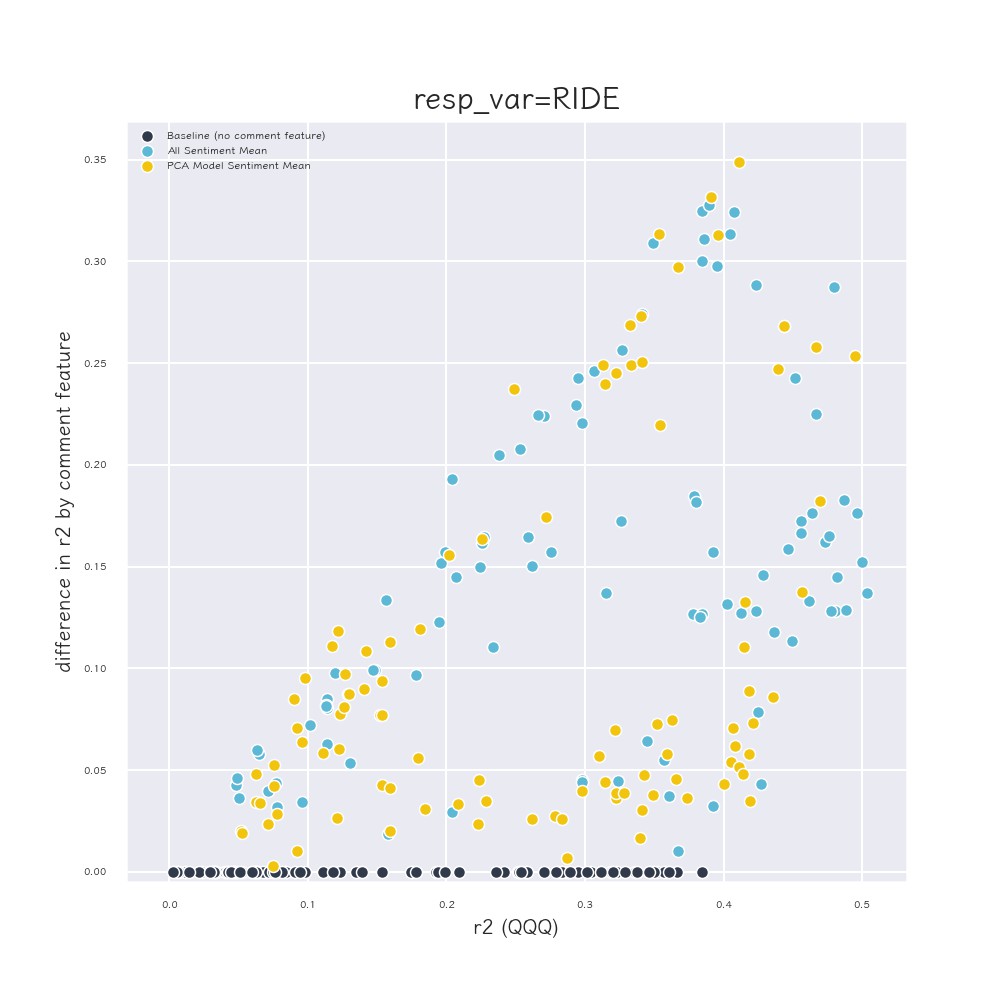 resp_var=RIDE
Baseline (no comment feature)
All Sentiment Mean
PCA Model Sentiment Mean
difference in r2 by comment feature
0.35
0.30
0.25
0.20
0.15
0.10
0.05
0.00
0.0 0.1 0.2 0.3 0.4 0.5
r2 (QQQ)